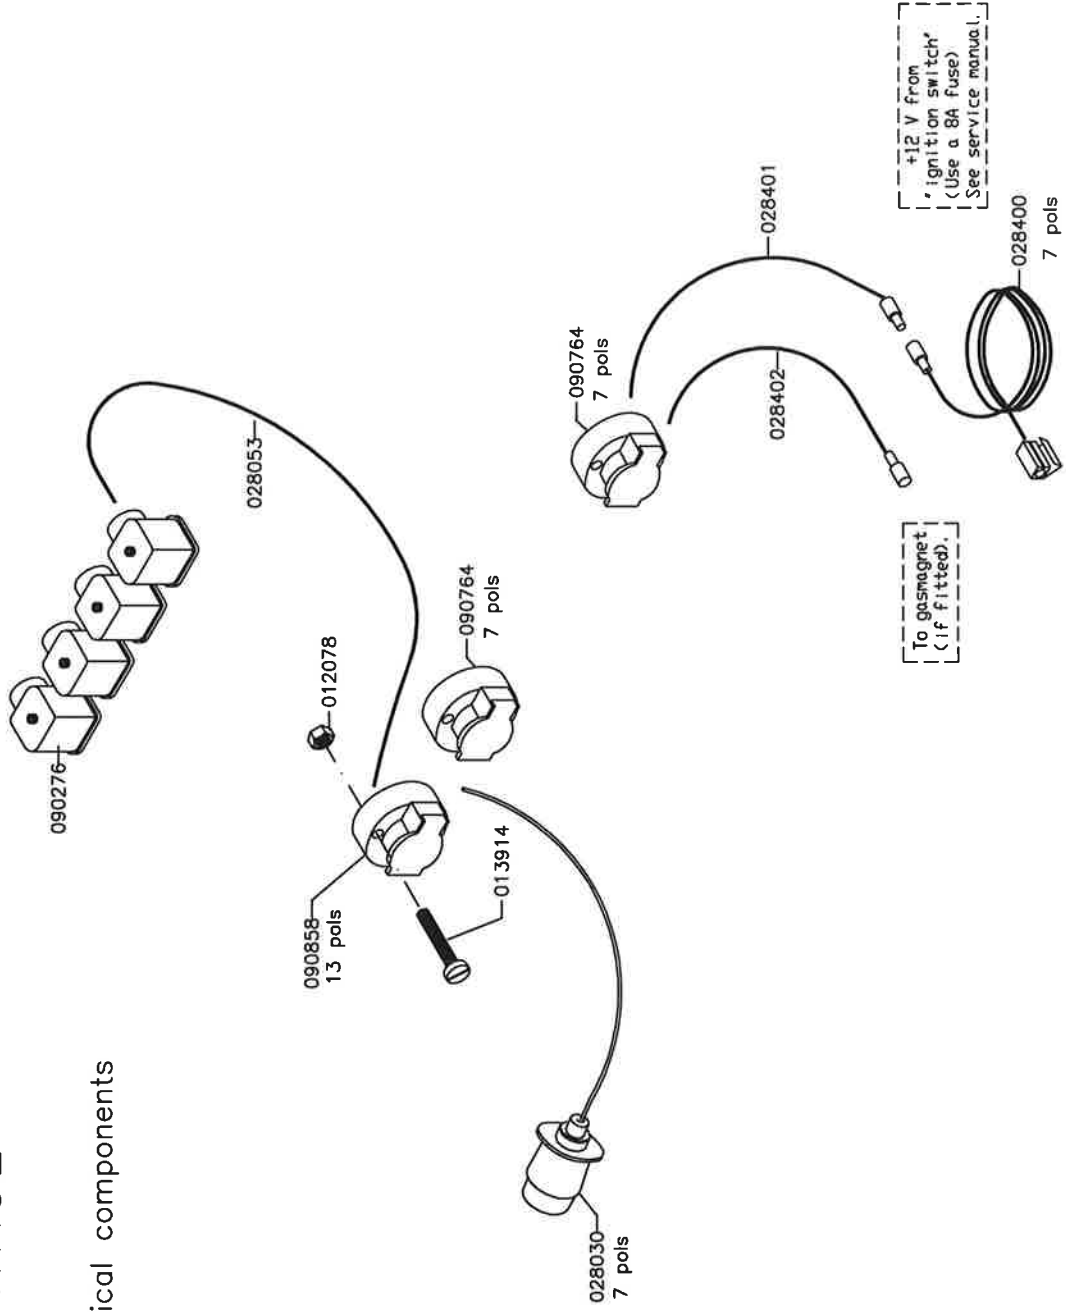 ical components
090276
028053
012078
090858
13 pols
013914
090764
7 pols
028030
7 pols
090764
7 pols
028401
028402
+12 V from
'ignition switch'
(Use a 8A fuse)
See service manual.
028400
7 pols
To gasmagnet
(if fitted).